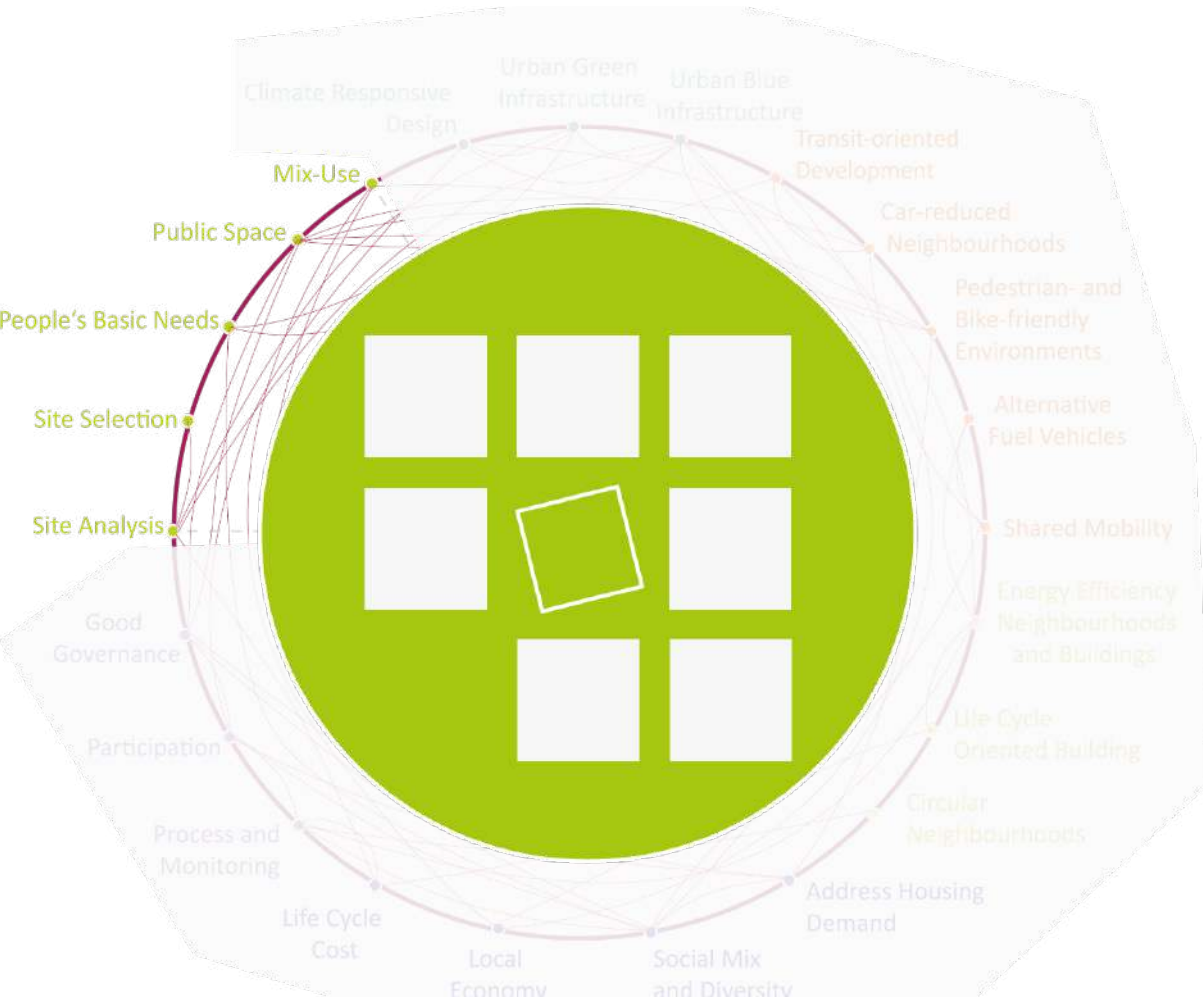 Urban Green
Infrastructure
Urban Blue
Infrastructure
Climate Responsive
Design
Transit-oriented
Development
Mix-Use
Car-reduced
Neighbourhoods
Public Space
Pedestrian- and
Bike-friendly
Environments
People's Basic Needs
Alternative
Fuel Vehicles
Site Selection
Site Analysis
Shared Mobility
Energy Efficiency
Neighbourhoods
and Buildings
Good
Governance
Life Cycle
Oriented Building
Participation
Circular
Neighbourhoods
Process and
Monitoring
Address Housing
Demand
Life Cycle
Cost
Local
Economy
Social Mix
and Diversity